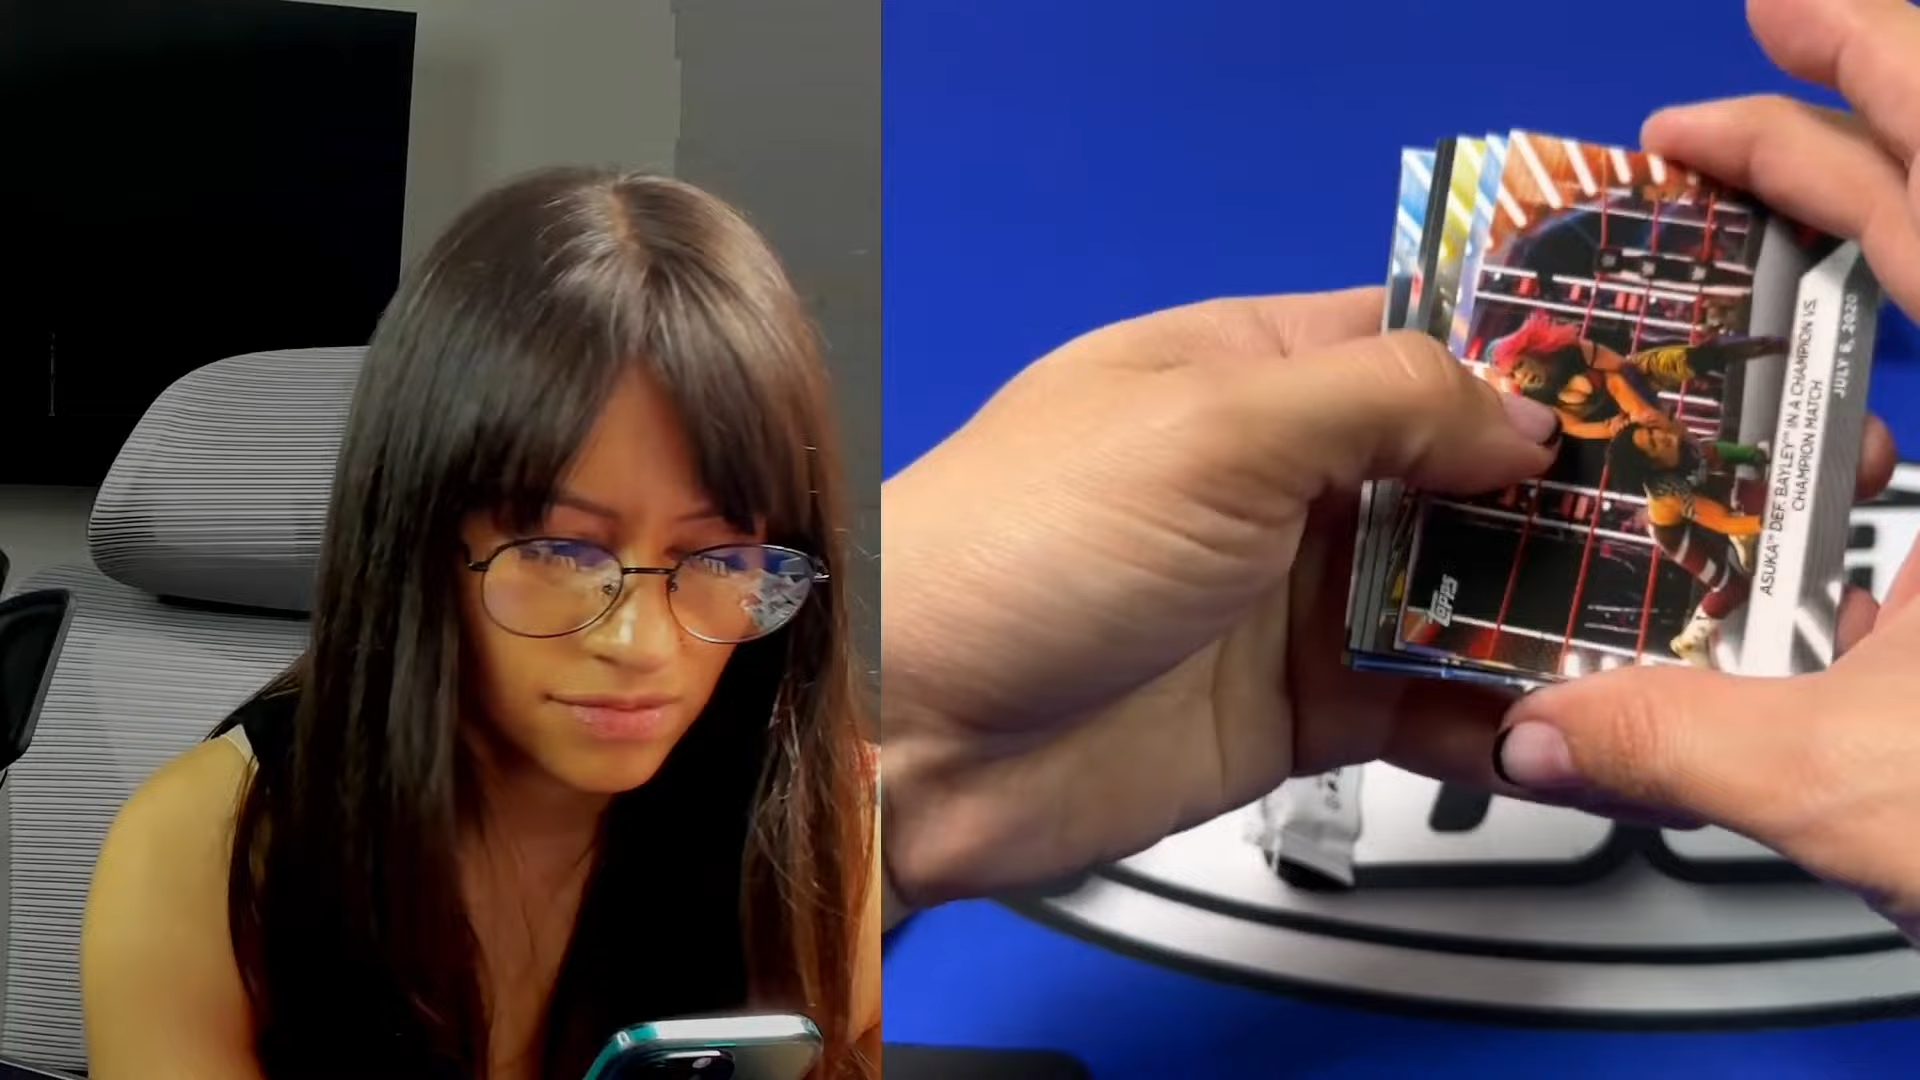 ASUKA™ DEF. BAYLEY™ IN A CHAMPION VS.
CHAMPION MATCH
JULY 6, 2020
TOPPS